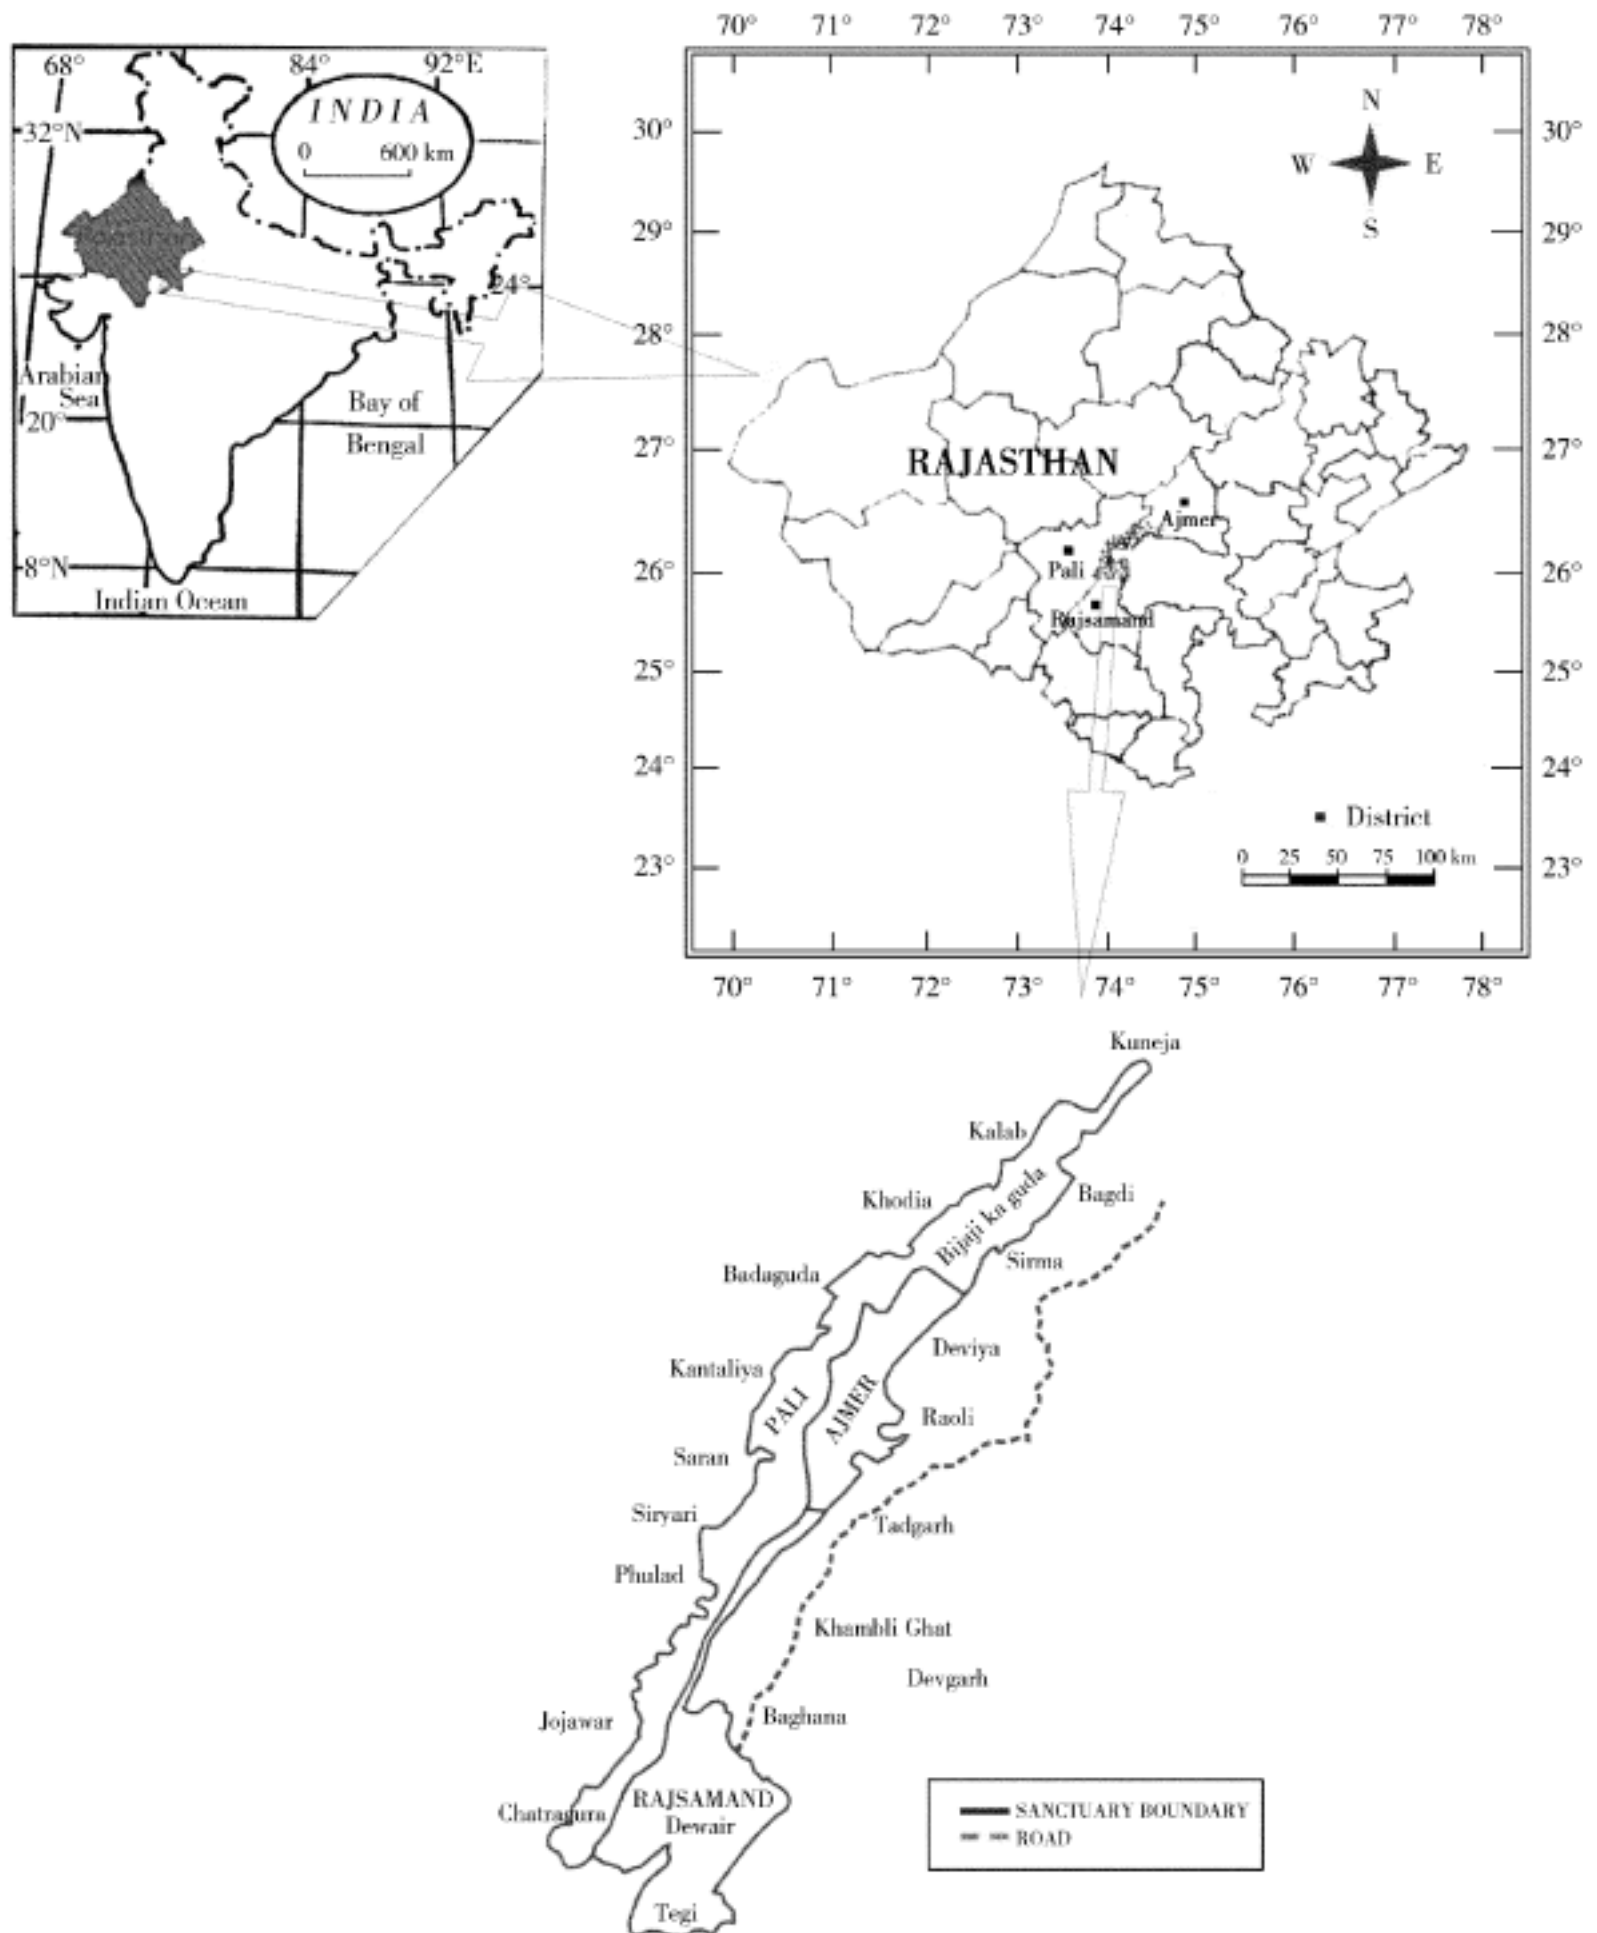 68°
84°
92°E
INDIA
0 600 km
32°N
Rajasthan
24°
Arabian
Sea
20°
Bay of
Bengal
8°N
Indian Ocean
70° 71° 72° 73° 74° 75° 76° 77° 78°
N
W E
S
30° 30°
29° 29°
28° 28°
27° 27°
26° 26°
25° 25°
24° 24°
23° 23°
RAJASTHAN
Ajmer
Pali
Rajsamand
District
0 25 50 75 100 km
70° 71° 72° 73° 74° 75° 76° 77° 78°
Kuneja
Kalab
Bijaji ka guda
Khodia
Bagdi
Badaguda
Sirma
Kantaliya
Deviya
PALI
AJMER
Raoli
Saran
Siryari
Tadgarh
Phulad
Khambli Ghat
Devgarh
Jojawar
Baghana
Chatrapura
RAJSAMAND
Dewair
Tegi
SANCTUARY BOUNDARY
ROAD